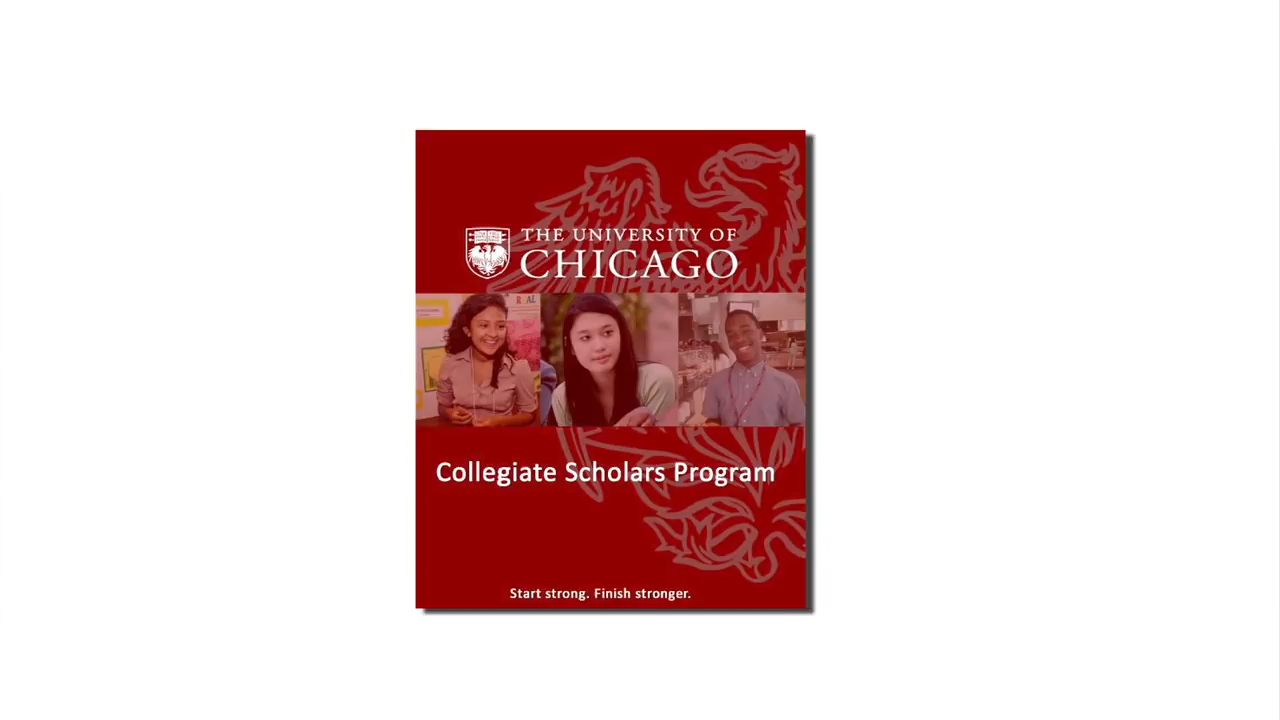 THE UNIVERSITY OF
CHICAGO
Collegiate Scholars Program
Start strong. Finish stronger.